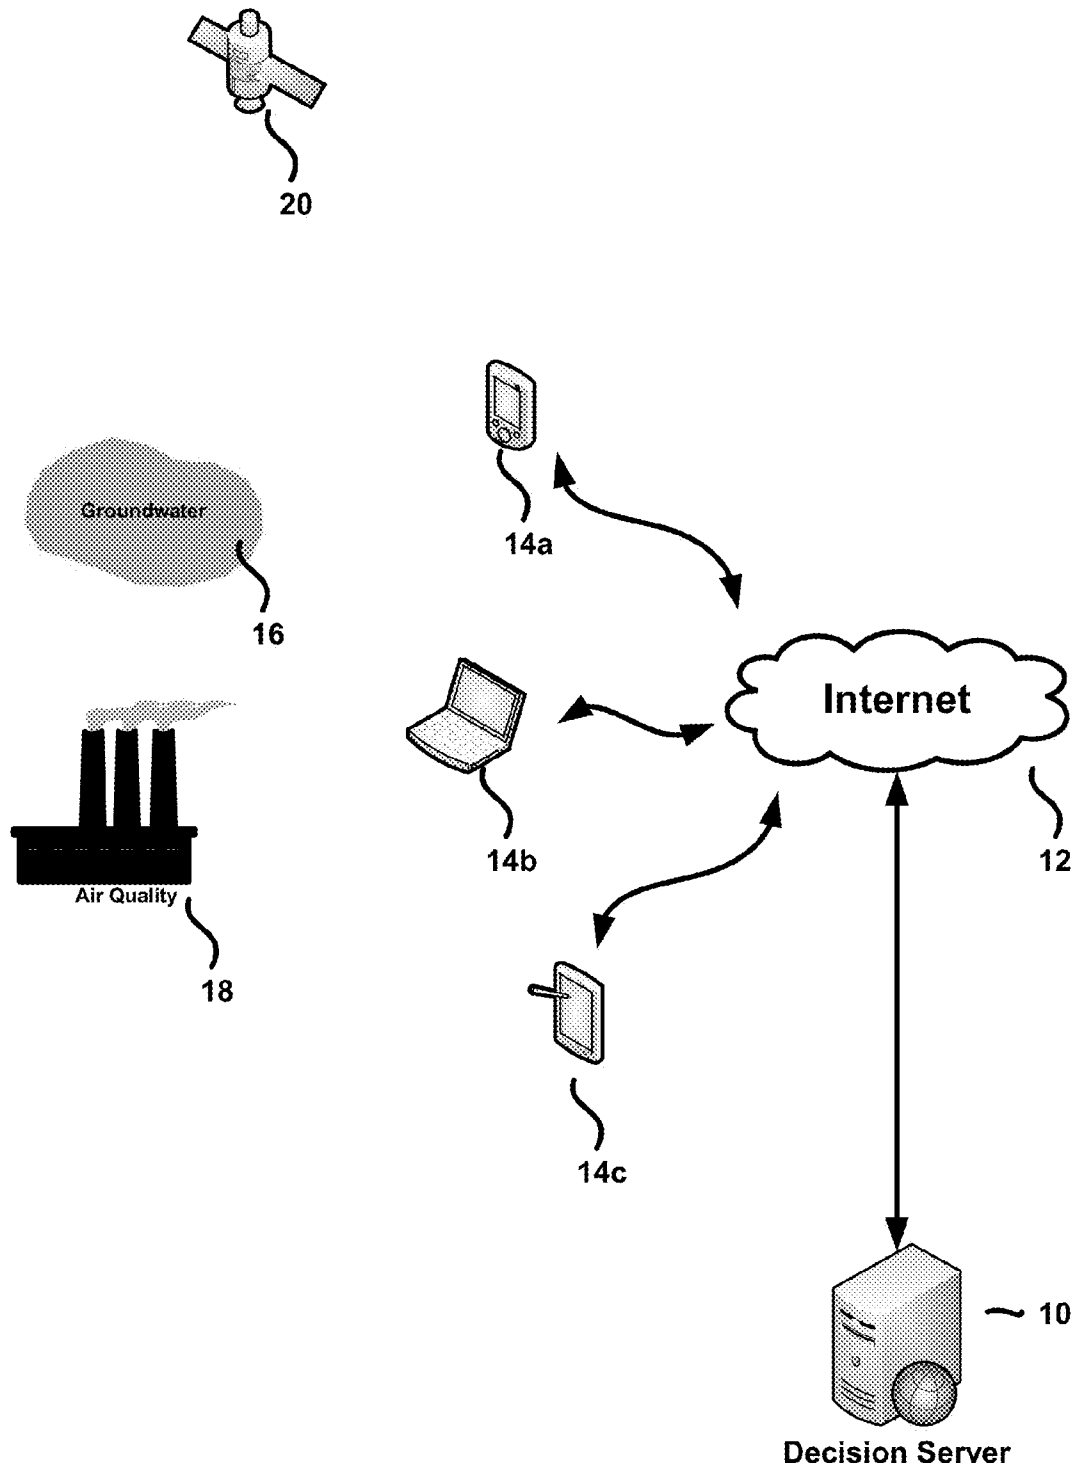 20
14a
Groundwater
16
Internet
14b
12
Air Quality
18
14c
10
Decision Server